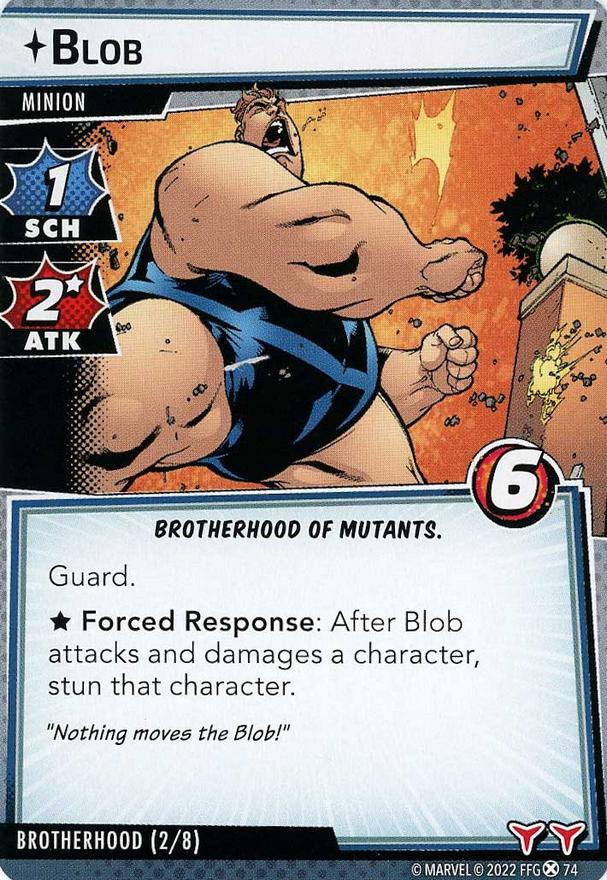 BLOB
MINION
1
SCH
2
ATK
6
BROTHERHOOD OF MUTANTS.
Guard.
★ Forced Response: After Blob
attacks and damages a character,
stun that character.
"Nothing moves the Blob!"
BROTHERHOOD (2/8)
© MARVEL © 2022 FFG 74